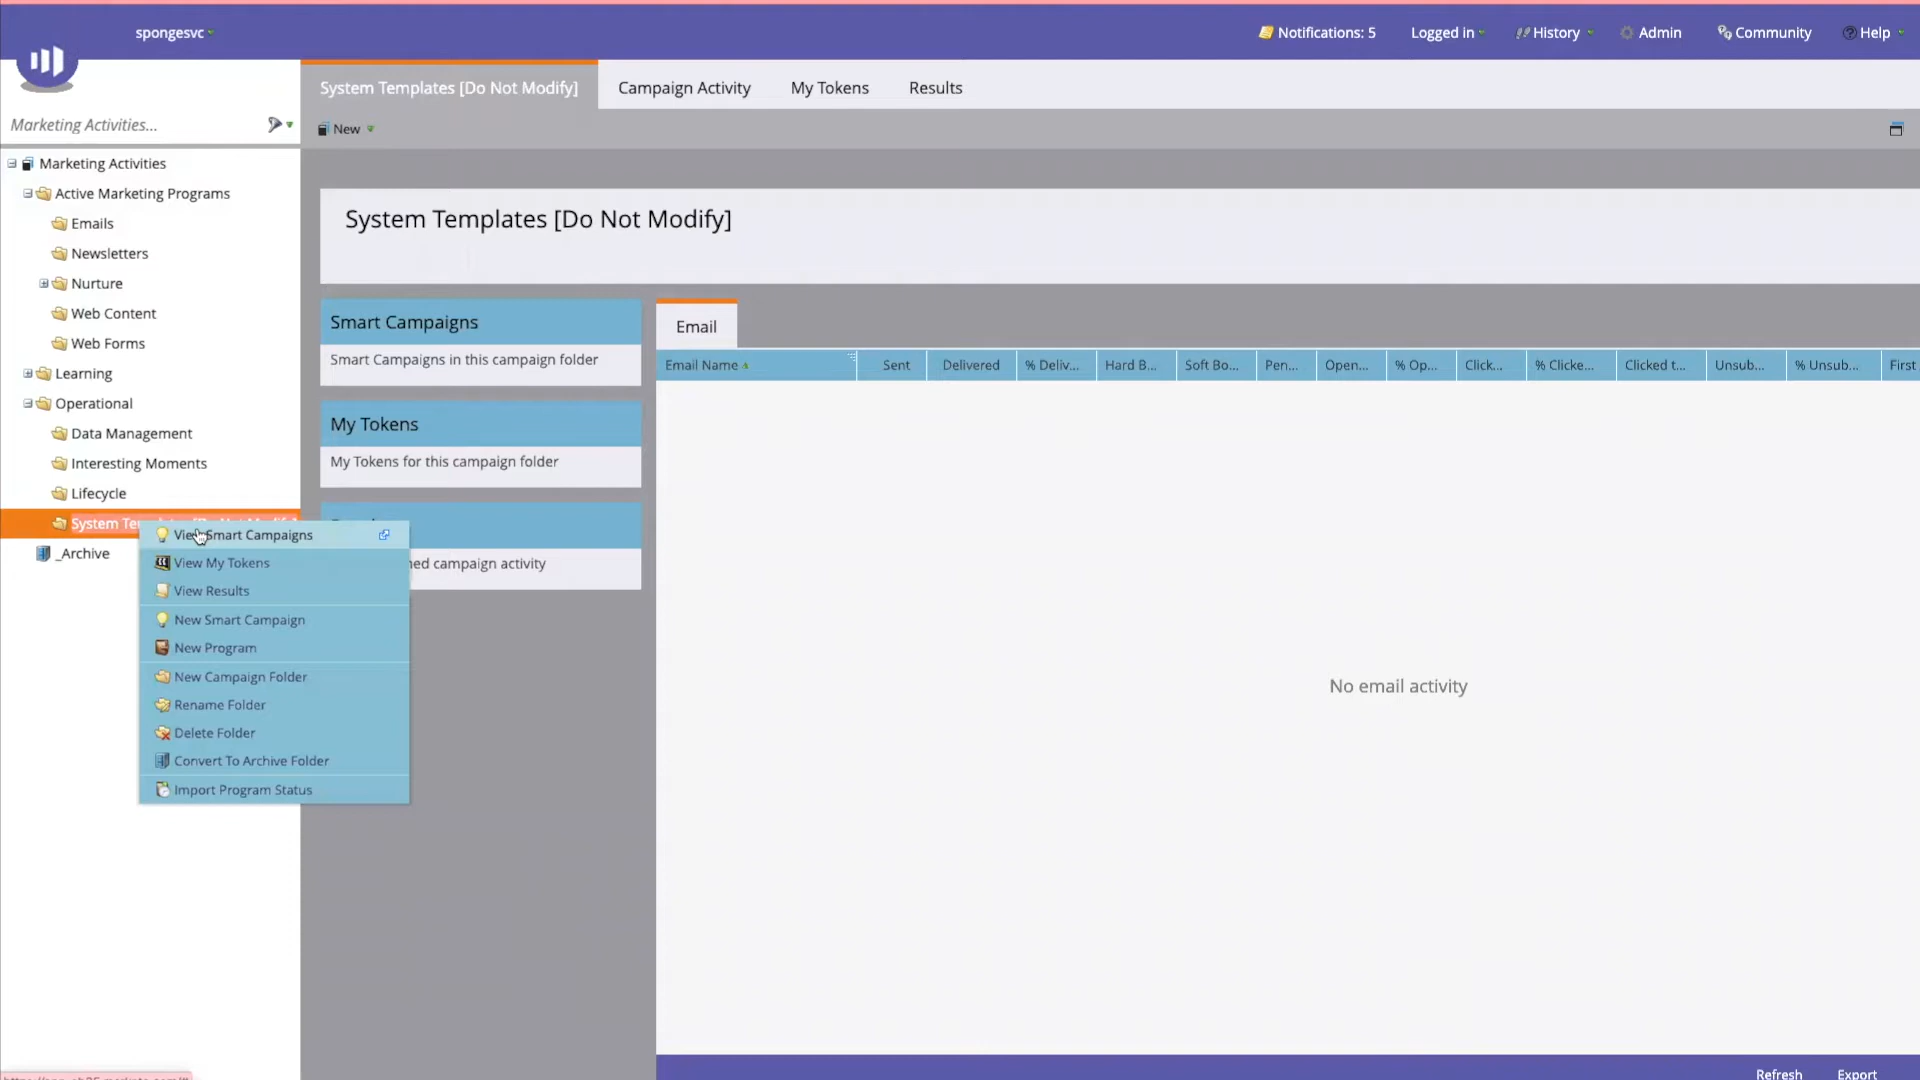 spongesvc
Notifications: 5
Logged in
History
Admin
Community
Help
System Templates [Do Not Modify]
Campaign Activity
My Tokens
Results
Marketing Activities...
New
Marketing Activities
Active Marketing Programs
Emails
Newsletters
Nurture
Web Content
Web Forms
Learning
Operational
Data Management
Interesting Moments
Lifecycle
System
_Archive
View Smart Campaigns
View My Tokens
View Results
New Smart Campaign
New Program
New Campaign Folder
Rename Folder
Delete Folder
Convert To Archive Folder
Import Program Status
System Templates [Do Not Modify]
Smart Campaigns
Smart Campaigns in this campaign folder
My Tokens
My Tokens for this campaign folder
campaign activity
Email
Email Name
Sent
Delivered
% Deliv...
Hard B...
Soft Bo...
Pen...
Open...
% Op...
Click...
% Clicke...
Clicked t...
Unsub...
% Unsub...
First
No email activity
Refresh
Export